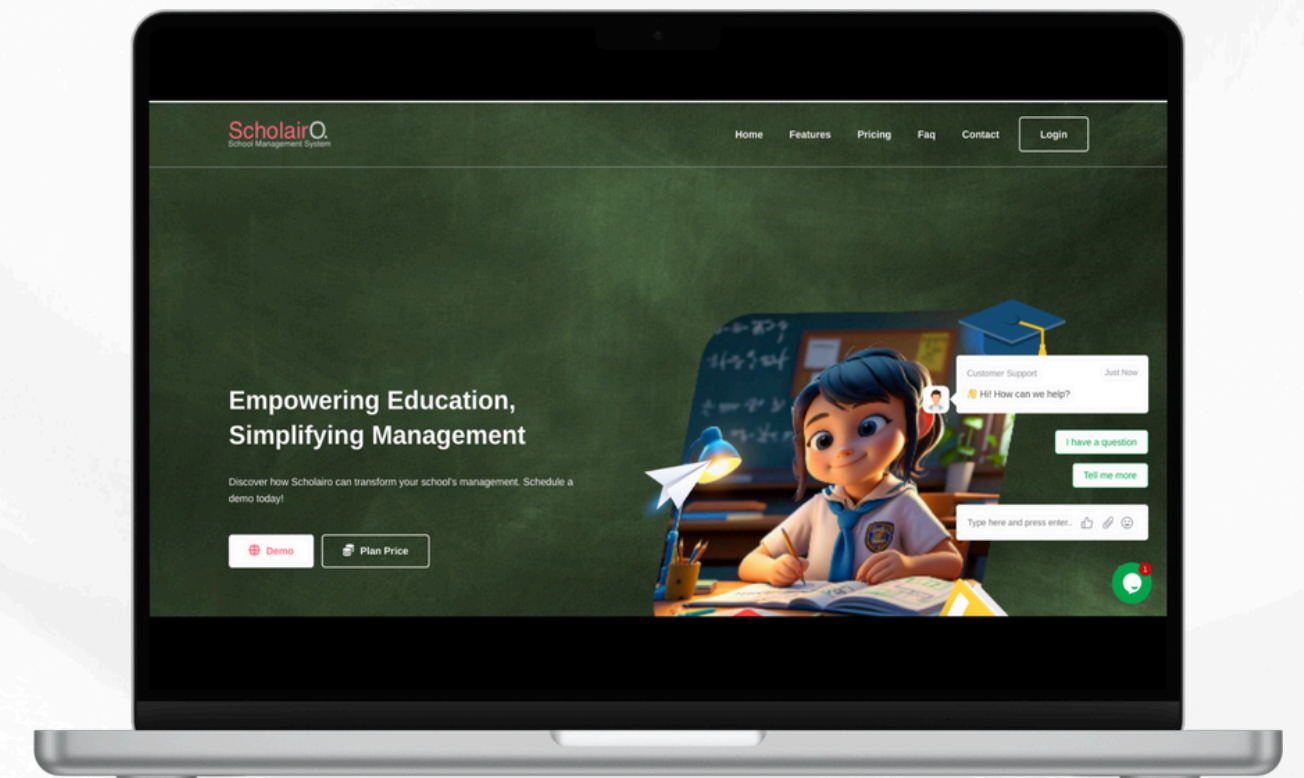 ScholairO.
School Management System
Home Features Pricing Faq Contact Login
Empowering Education,
Simplifying Management
Discover how Scholairo can transform your school's management. Schedule a
demo today!
Demo Plan Price
Customer Support Just Now
👋 Hi! How can we help?
I have a question
Tell me more
Type here and press enter..
1